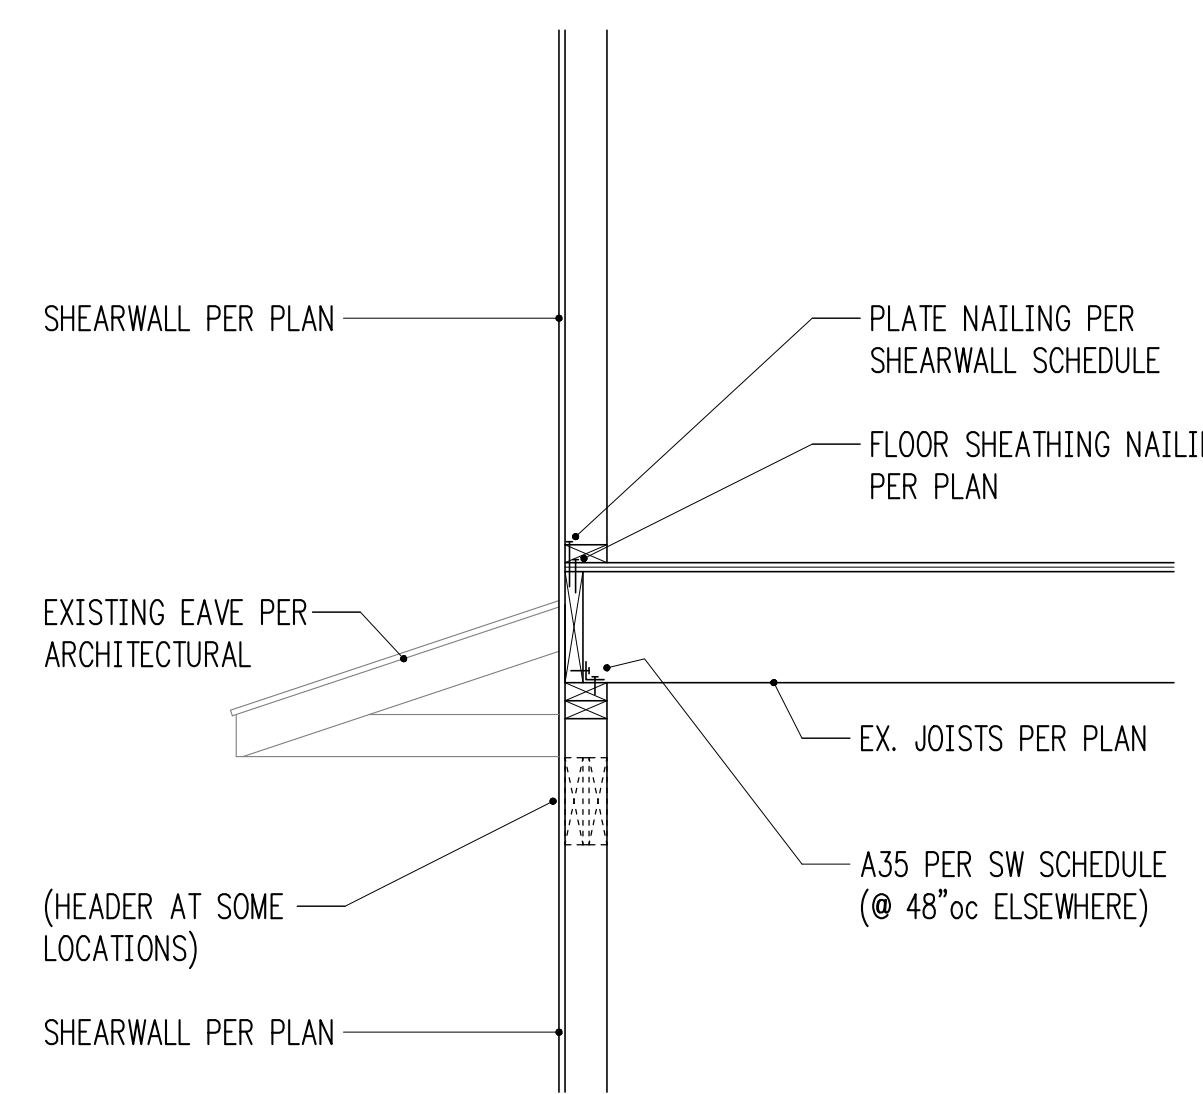 SHEARWALL PER PLAN
PLATE NAILING PER
SHEARWALL SCHEDULE
FLOOR SHEATHING
PER PLAN
EXISTING EAVE PER
ARCHITECTURAL
EX. JOISTS PER PLAN
A35 PER SW SCHEDULE
(@ 48"oc ELSEWHERE)
(HEADER AT SOME
LOCATIONS)
SHEARWALL PER PLAN